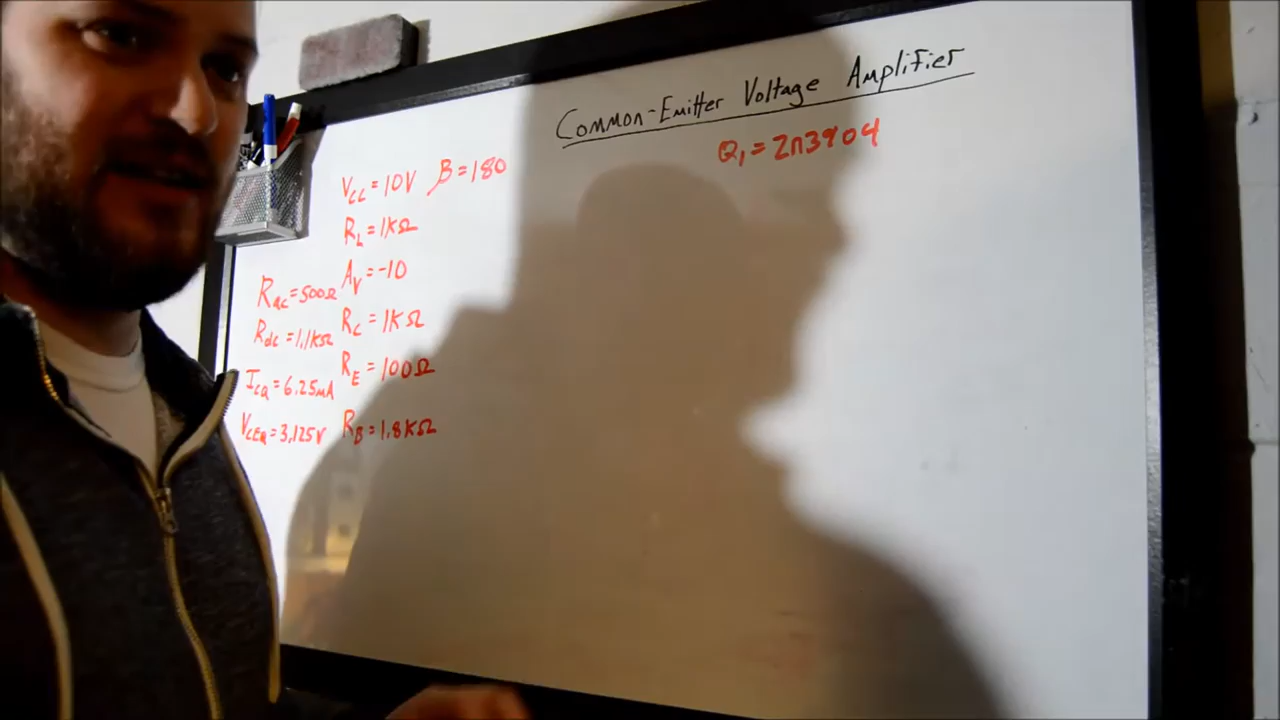 Common-Emitter Voltage Amplifier
Q1 = 2n3904
VCC = 10V β = 180
RL = 1kΩ
AV = -10
Rac = 500Ω
RC = 1kΩ
Rdc = 1.1kΩ
RE = 100Ω
ICQ = 6.25mA
VCEQ = 3.125V
RB = 1.8kΩ